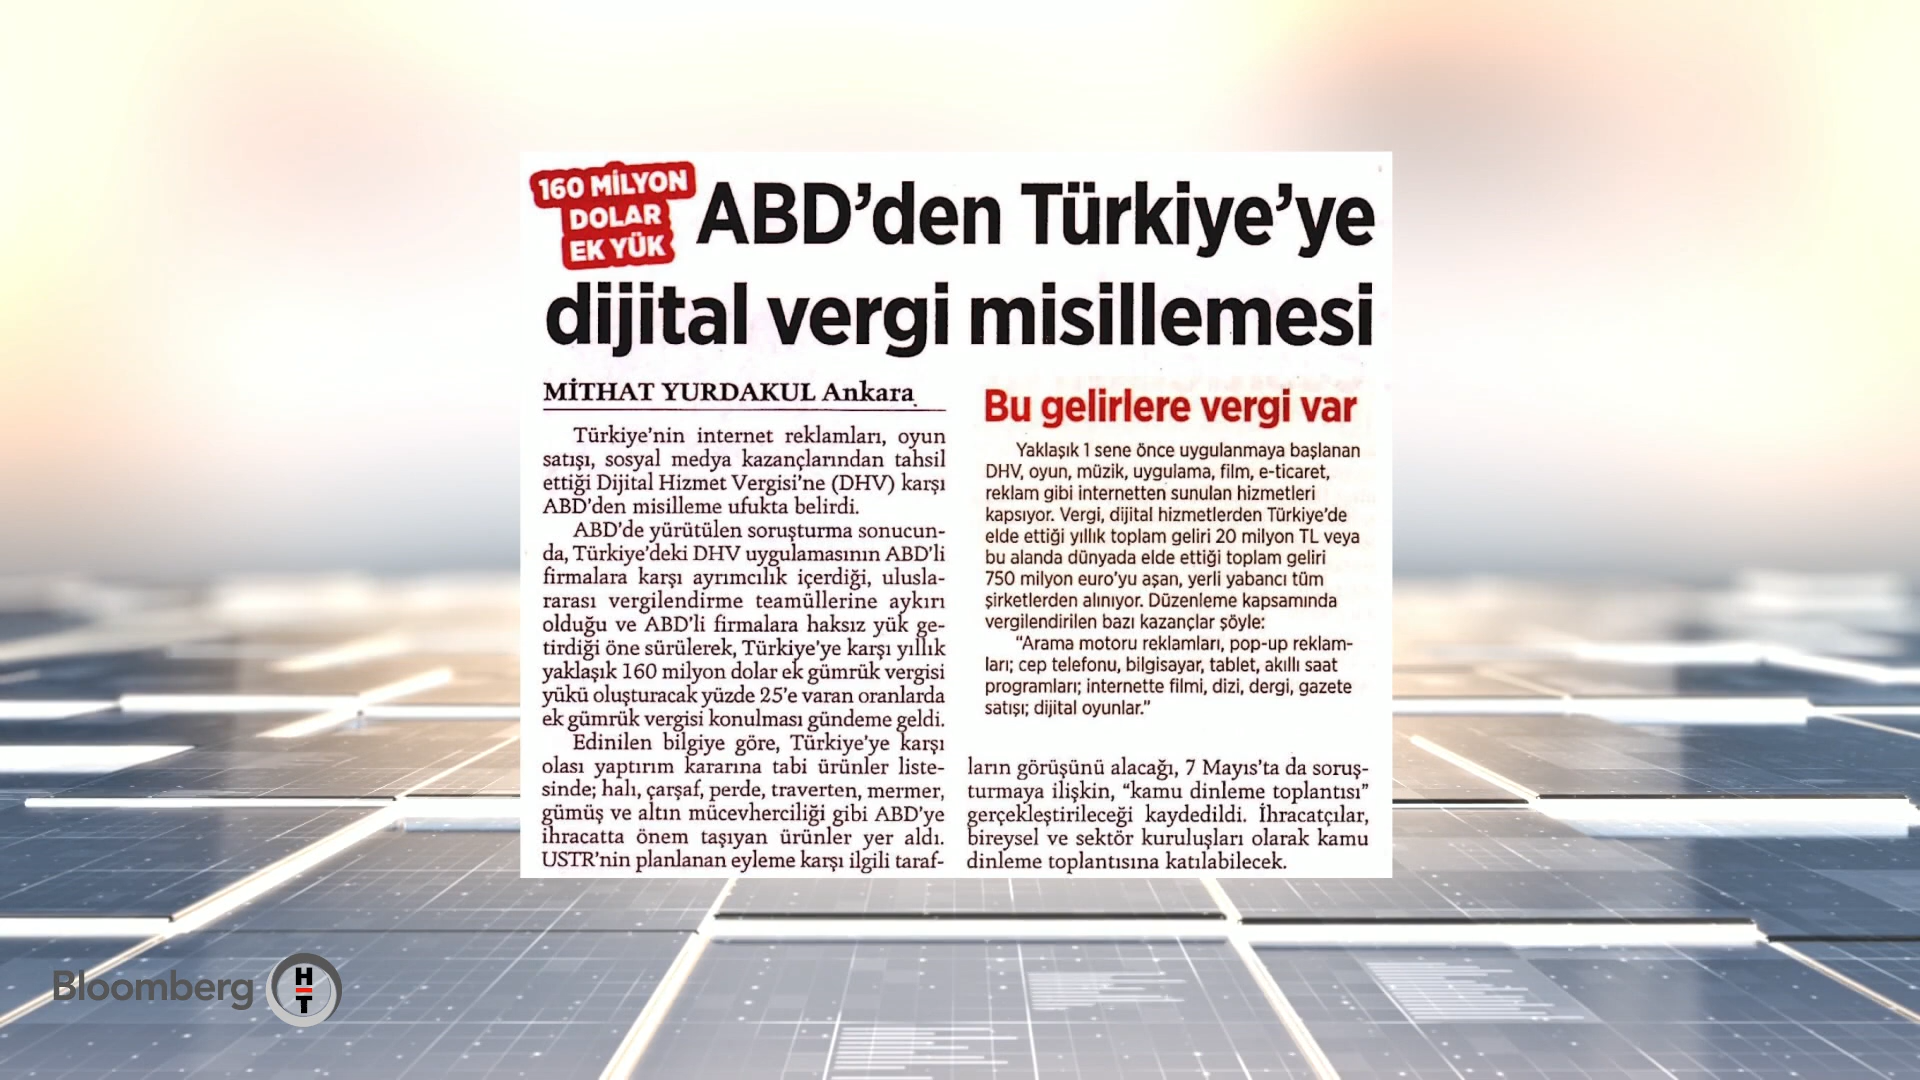 160 MİLYON
DOLAR
EK YÜK
ABD'den Türkiye'ye
dijital vergi misillemesi
MİTHAT YURDAKUL Ankara
Türkiye'nin internet reklamları, oyun
satışı, sosyal medya kazançlarından tahsil
ettiği Dijital Hizmet Vergisi'ne (DHV) karşı
ABD'den misilleme ufukta belirdi.
ABD'de yürütülen soruşturma sonucun-
da, Türkiye'deki DHV uygulamasının ABD'li
firmalara karşı ayrımcılık içerdiği, ulusla-
rarası vergilendirme teamüllerine aykırı
olduğu ve ABD'li firmalara haksız yük ge-
tirdiği öne sürülerek, Türkiye'ye karşı yıllık
yaklaşık 160 milyon dolar ek gümrük vergisi
yükü oluşturacak yüzde 25'e varan oranlarda
ek gümrük vergisi konulması gündeme geldi.
Edinilen bilgiye göre, Türkiye'ye karşı
olası yaptırım kararına tabi ürünler liste-
sinde; halı, çarşaf, perde, traverten, mermer,
gümüş ve altın mücevherciliği gibi ABD'ye
ihracatta önem taşıyan ürünler yer aldı.
USTR'nin planlanan eyleme karşı ilgili taraf-
Bu gelirlere vergi var
Yaklaşık 1 sene önce uygulanmaya başlanan
DHV, oyun, müzik, uygulama, film, e-ticaret,
reklam gibi internetten sunulan hizmetleri
kapsıyor. Vergi, dijital hizmetlerden Türkiye'de
elde ettiği yıllık toplam geliri 20 milyon TL veya
bu alanda dünyada elde ettiği toplam geliri
750 milyon euro'yu aşan, yerli yabancı tüm
şirketlerden alınıyor. Düzenleme kapsamında
vergilendirilen bazı kazançlar şöyle:
"Arama motoru reklamları, pop-up reklam-
ları; cep telefonu, bilgisayar, tablet, akıllı saat
programları; internette filmi, dizi, dergi, gazete
satışı; dijital oyunlar."
ların görüşünü alacağı, 7 Mayıs'ta da soruş-
turmaya ilişkin, "kamu dinleme toplantısı"
gerçekleştirileceği kaydedildi. İhracatçılar,
bireysel ve sektör kuruluşları olarak kamu
dinleme toplantısına katılabilecek.
Bloomberg HT